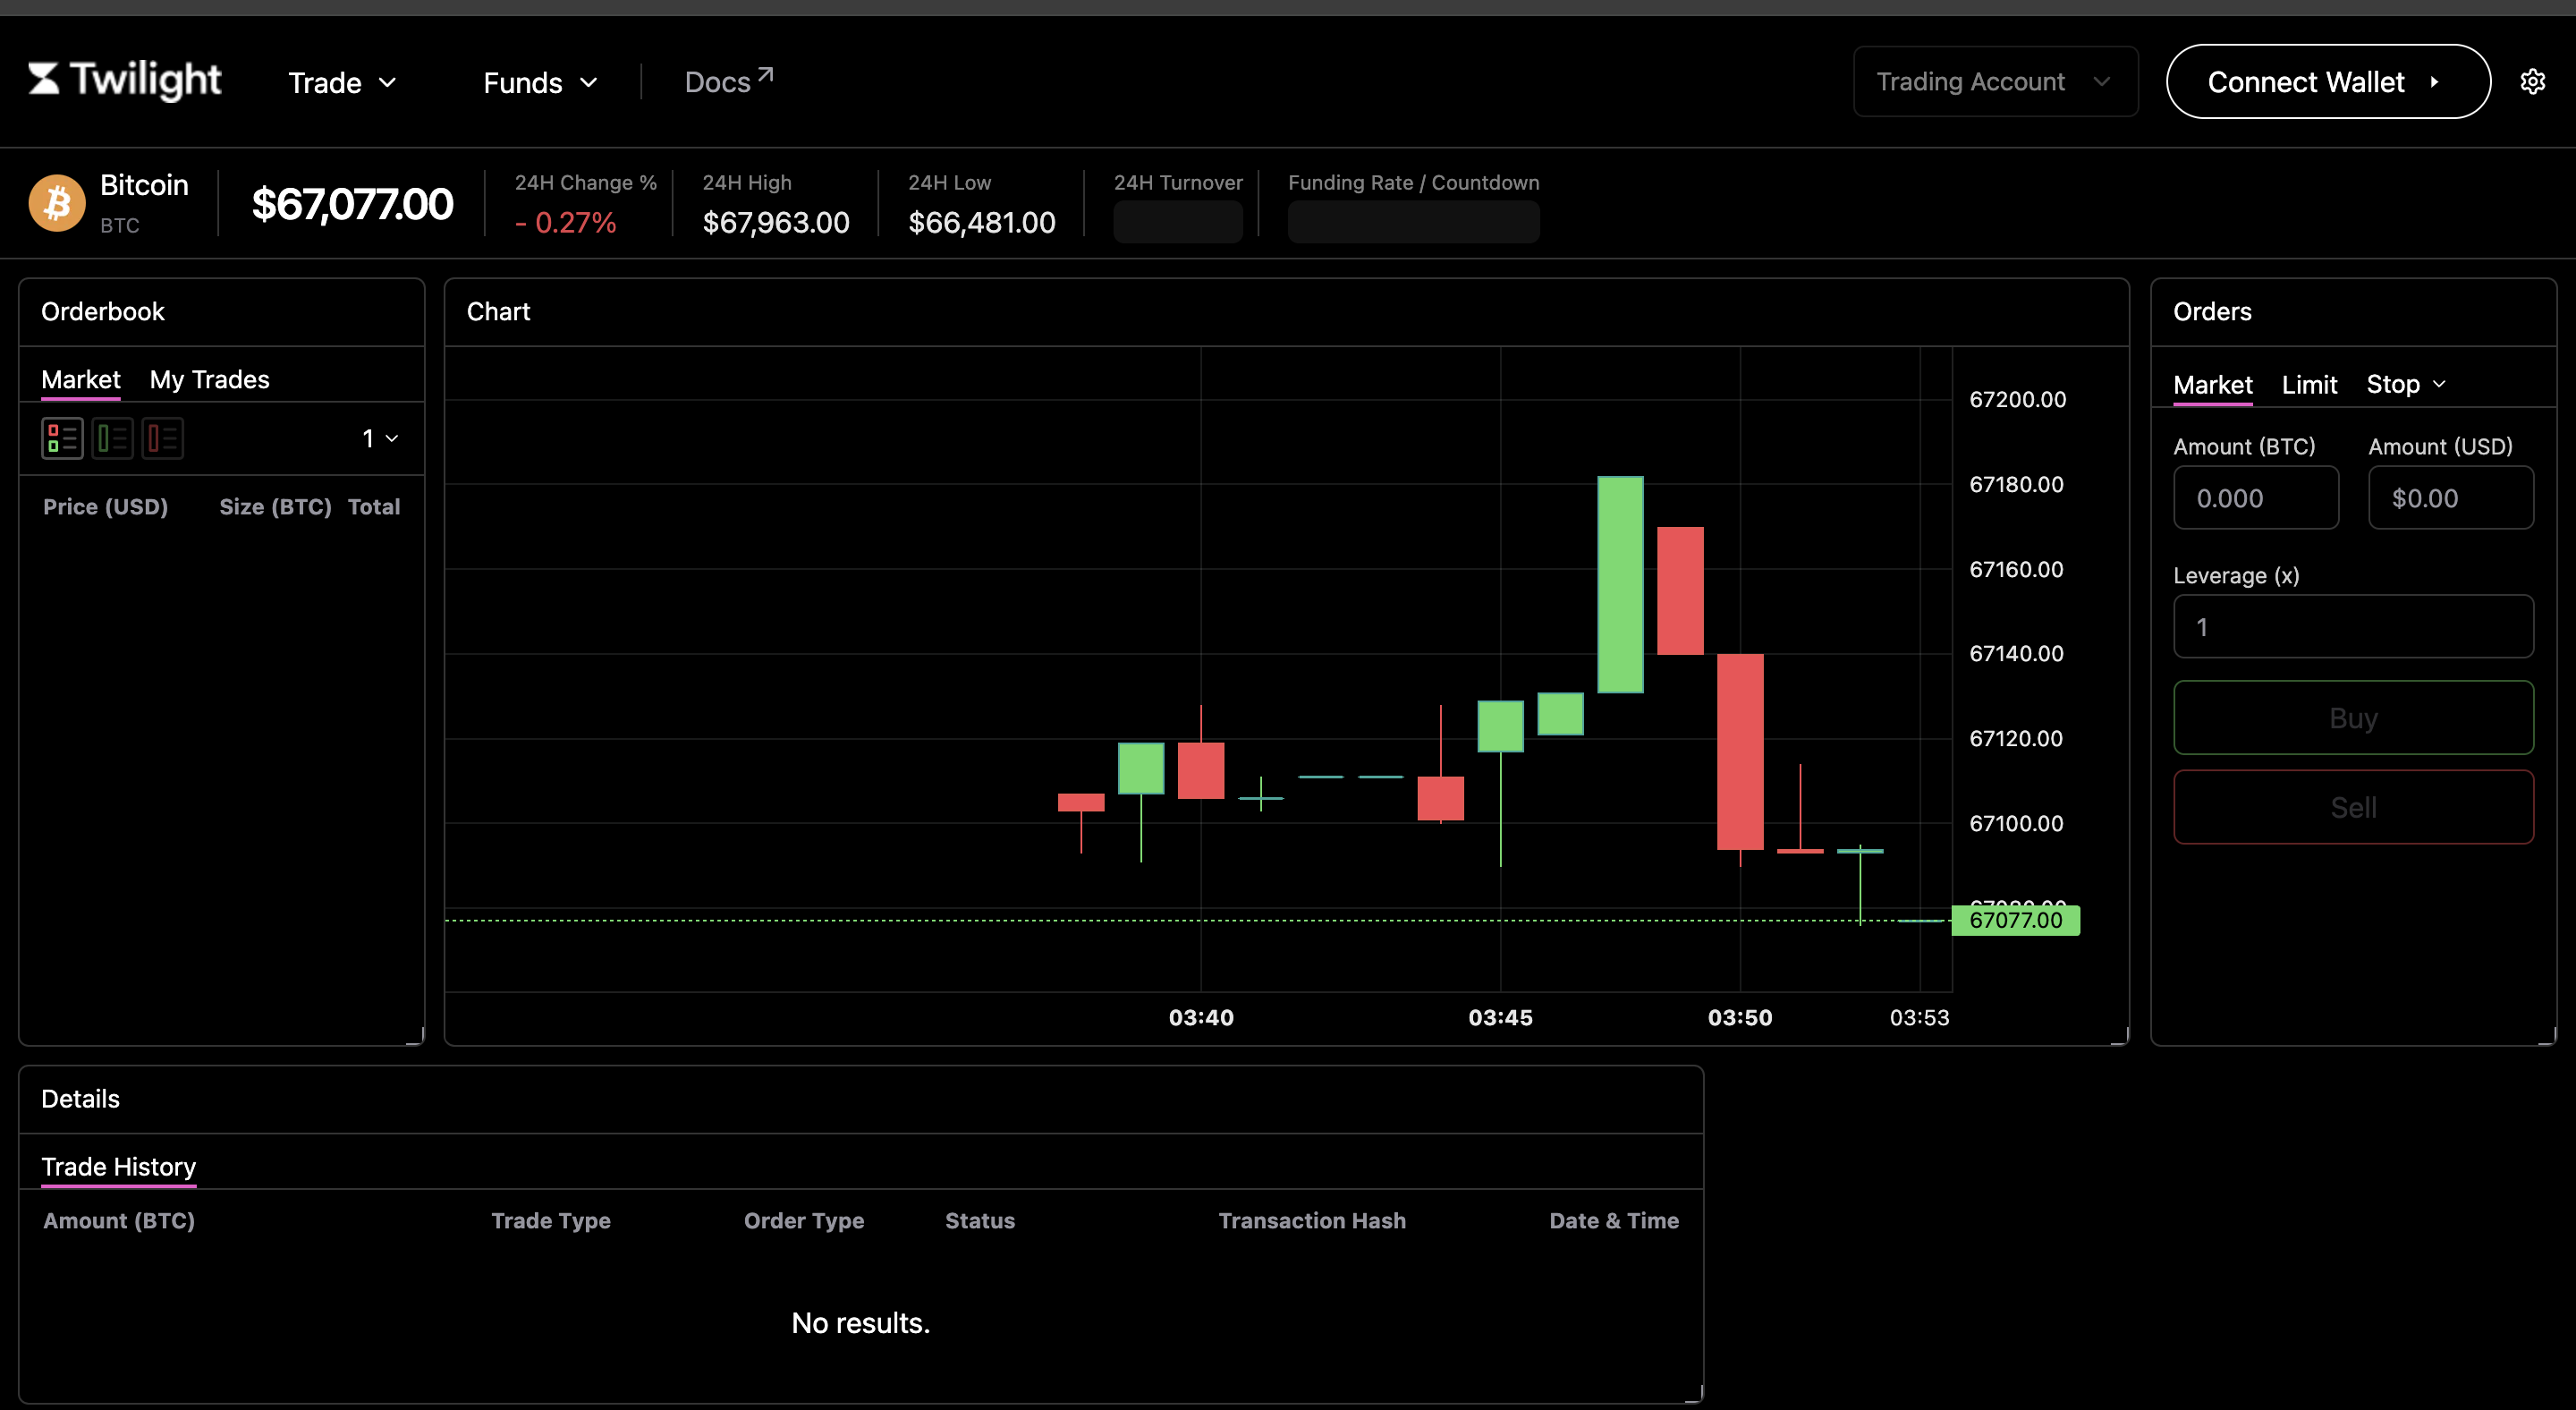 Twilight
Trade
Funds
Docs
Trading Account
Connect Wallet
Bitcoin
BTC
$67,077.00
24H Change %
- 0.27%
24H High
$67,963.00
24H Low
$66,481.00
24H Turnover
Funding Rate / Countdown
Orderbook
Market My Trades
1
Price (USD) Size (BTC) Total
Chart
67200.00
67180.00
67160.00
67140.00
67120.00
67100.00
67080.00
67077.00
03:40 03:45 03:50 03:53
Orders
Market Limit Stop
Amount (BTC) Amount (USD)
0.000 $0.00
Leverage (x)
1
Buy
Sell
Details
Trade History
Amount (BTC) Trade Type Order Type Status Transaction Hash Date & Time
No results.